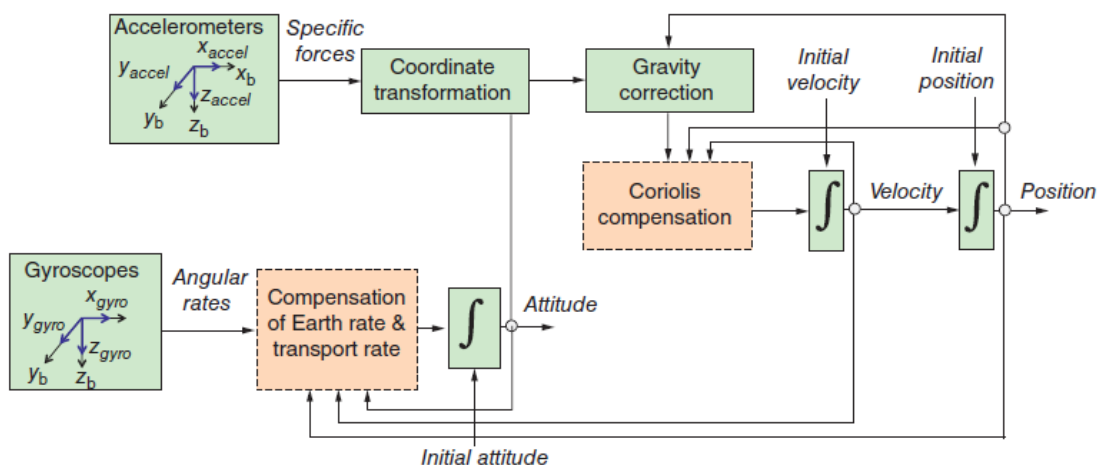 Accelerometers
x_accel
y_accel
x_b
z_accel
y_b
z_b
Specific
forces
Coordinate
transformation
Gravity
correction
Initial
velocity
Initial
position
Coriolis
compensation
∫
Velocity
∫
Position
Gyroscopes
x_gyro
y_gyro
z_gyro
y_b
z_b
Angular
rates
Compensation
of Earth rate &
transport rate
∫
Attitude
Initial attitude